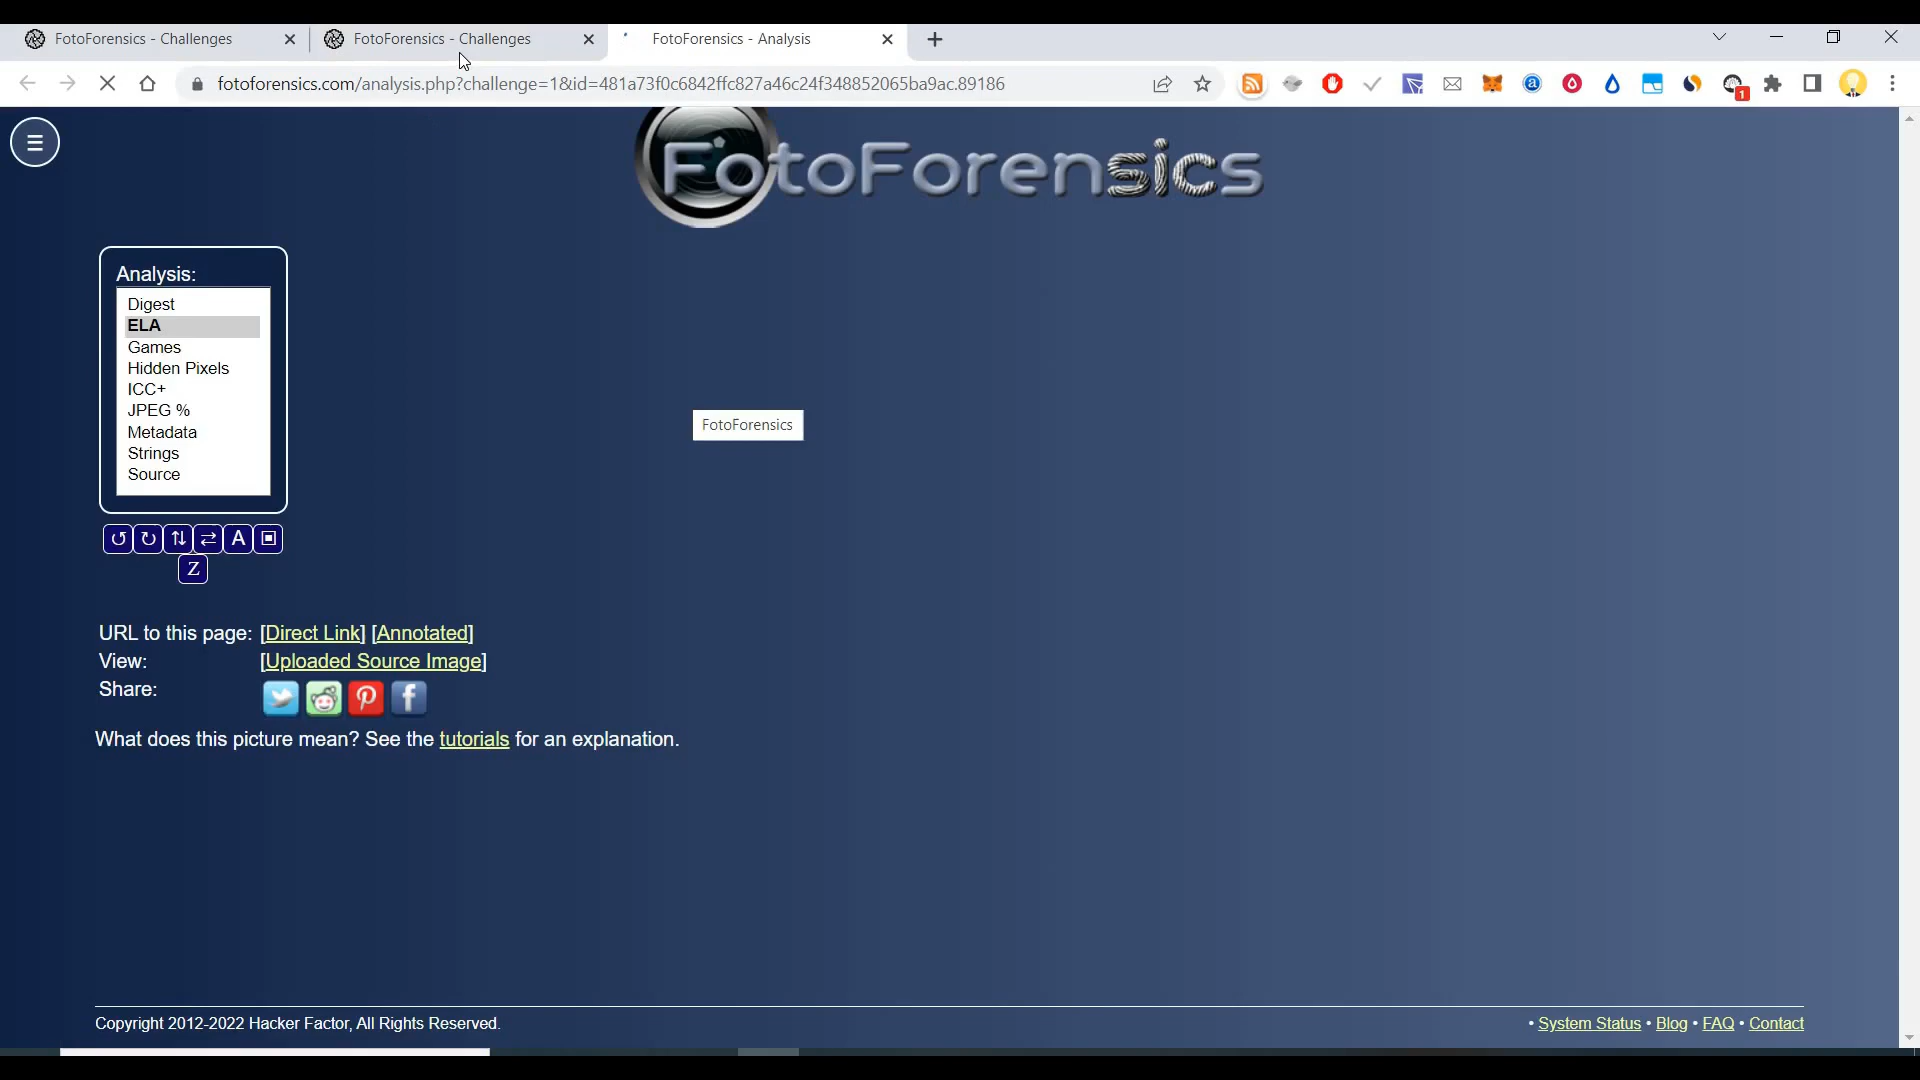 FotoForensics - Challenges
FotoForensics - Challenges
FotoForensics - Analysis
fotoforensics.com/analysis.php?challenge=1&id=481a73f0c6842ffc827a46c24f348852065ba9ac.89186
1
FotoForensics
Analysis:
Digest
ELA
Games
Hidden Pixels
ICC+
JPEG %
Metadata
Strings
Source
FotoForensics
A
Z
URL to this page: [Direct Link] [Annotated]
View: [Uploaded Source Image]
Share:
What does this picture mean? See the tutorials for an explanation.
Copyright 2012-2022 Hacker Factor, All Rights Reserved.
• System Status • Blog • FAQ • Contact